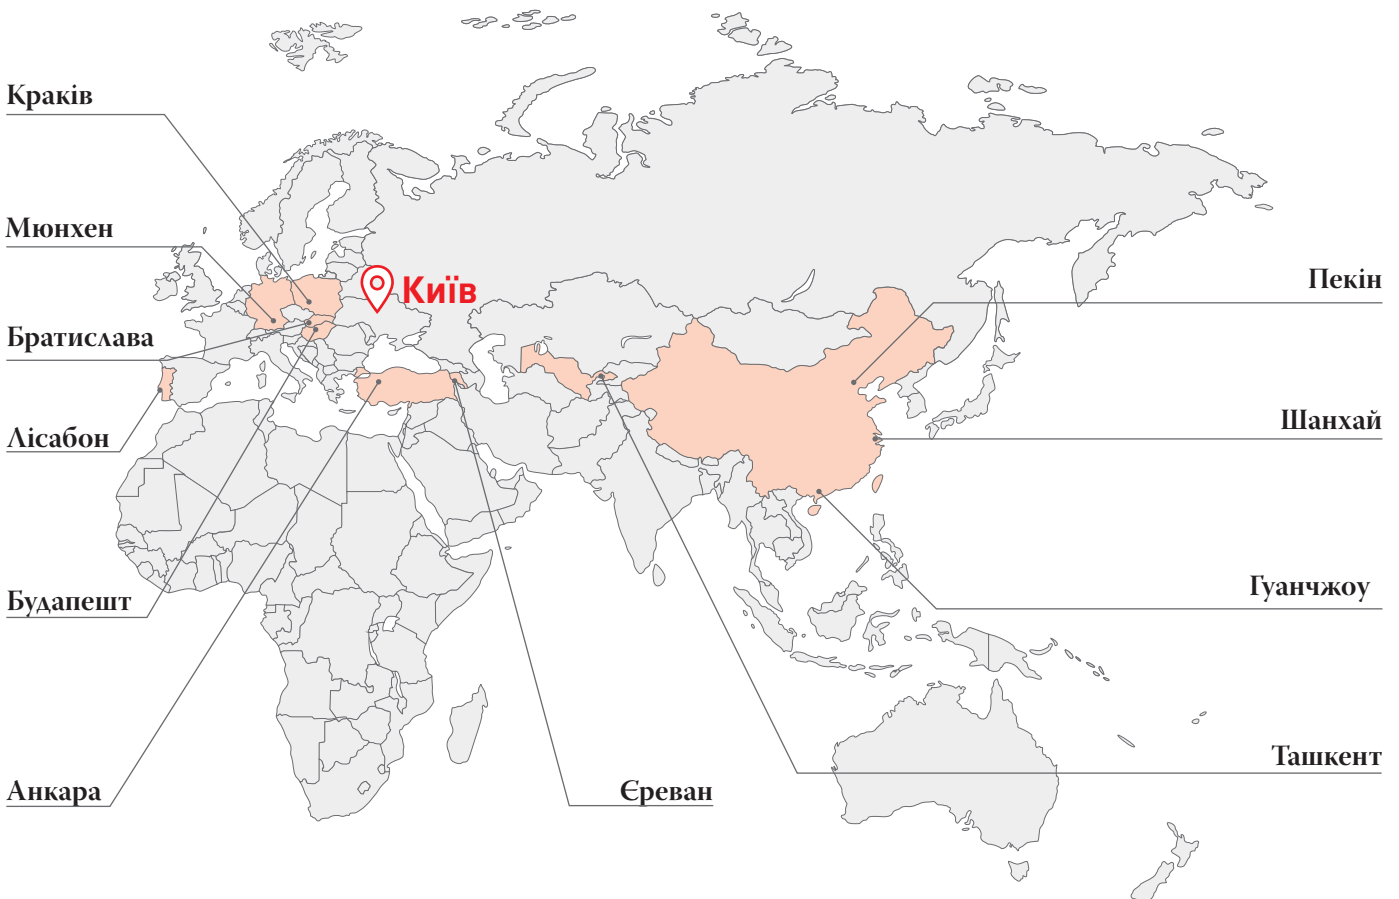 Краків
Мюнхен
Київ
Пекін
Братислава
Шанхай
Лісабон
Гуанчжоу
Будапешт
Ташкент
Анкара
Єреван